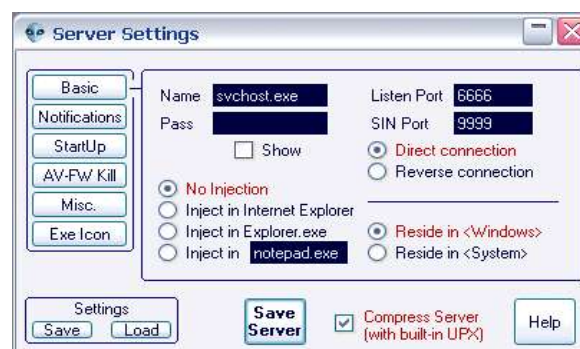 Server Settings
Basic
Notifications
StartUp
AV-FW Kill
Misc.
Exe Icon
Name svchost.exe
Pass
Show
No Injection
Inject in Internet Explorer
Inject in Explorer.exe
Inject in notepad.exe
Listen Port 6666
SIN Port 9999
Direct connection
Reverse connection
Reside in <Windows>
Reside in <System>
Settings
Save Load
Save
Server
Compress Server
(with built-in UPX)
Help